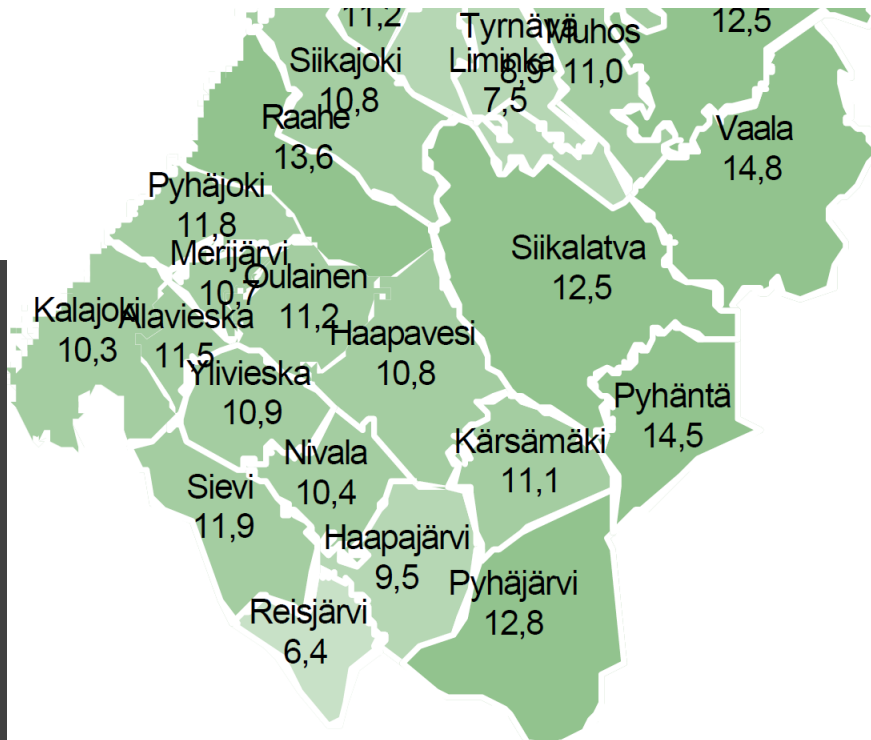 11,2
12,5
Tyrnävä
8,9
Muhos
11,0
Siikajoki
10,8
Liminka
7,5
Raahe
13,6
Vaala
14,8
Pyhäjoki
11,8
Merijärvi
10,7
Oulainen
11,2
Siikalatva
12,5
Kalajoki
10,3
Alavieska
11,5
Haapavesi
10,8
Ylivieska
10,9
Pyhäntä
14,5
Kärsämäki
11,1
Nivala
10,4
Sievi
11,9
Haapajärvi
9,5
Pyhäjärvi
12,8
Reisjärvi
6,4